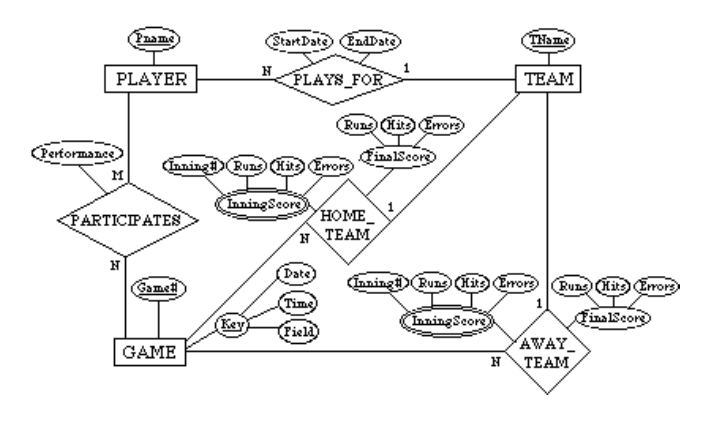 Pname
StartDate
EndDate
TName
PLAYER
N
PLAYS_FOR
1
TEAM
Runs
Hits
Errors
Performance
Inning#
Runs
Hits
Errors
FinalScore
M
InningScore
HOME_
TEAM
1
N
PARTICIPATES
N
Date
Game#
Time
Key
Field
Inning#
Runs
Hits
Errors
Runs
Hits
Errors
1
InningScore
FinalScore
GAME
AWAY_
TEAM
N